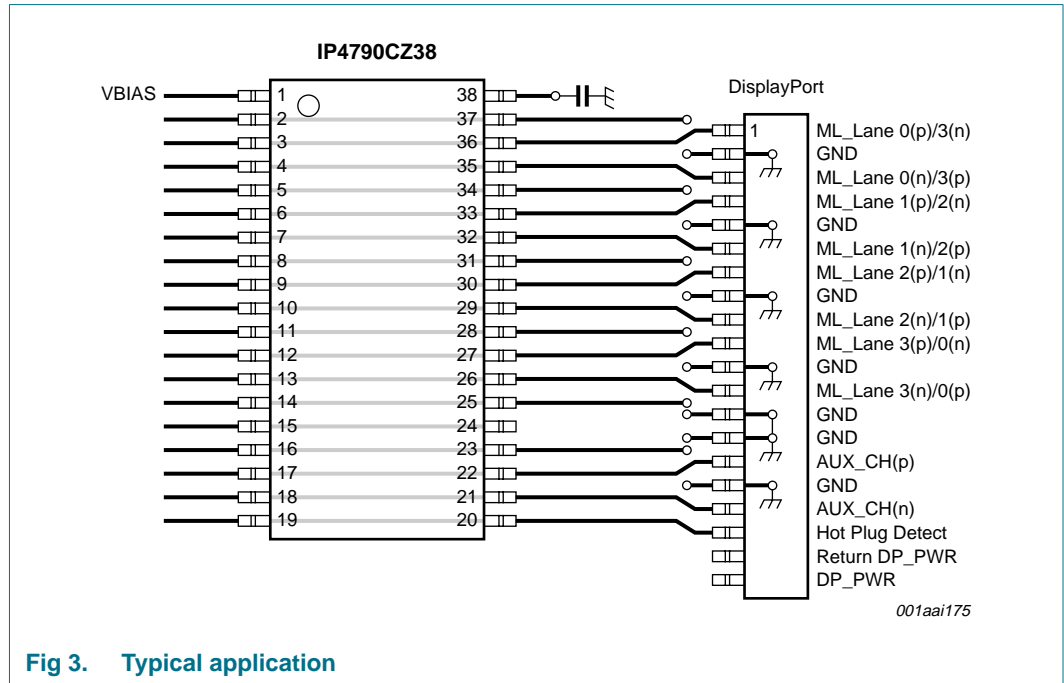 IP4790CZ38
VBIAS
1 38
2 37
3 36
4 35
5 34
6 33
7 32
8 31
9 30
10 29
11 28
12 27
13 26
14 25
15 24
16 23
17 22
18 21
19 20
DisplayPort
1 ML_Lane 0(p)/3(n)
GND
ML_Lane 0(n)/3(p)
ML_Lane 1(p)/2(n)
GND
ML_Lane 1(n)/2(p)
ML_Lane 2(p)/1(n)
GND
ML_Lane 2(n)/1(p)
ML_Lane 3(p)/0(n)
GND
ML_Lane 3(n)/0(p)
GND
GND
AUX_CH(p)
GND
AUX_CH(n)
Hot Plug Detect
Return DP_PWR
DP_PWR
001aai175
Fig 3. Typical application